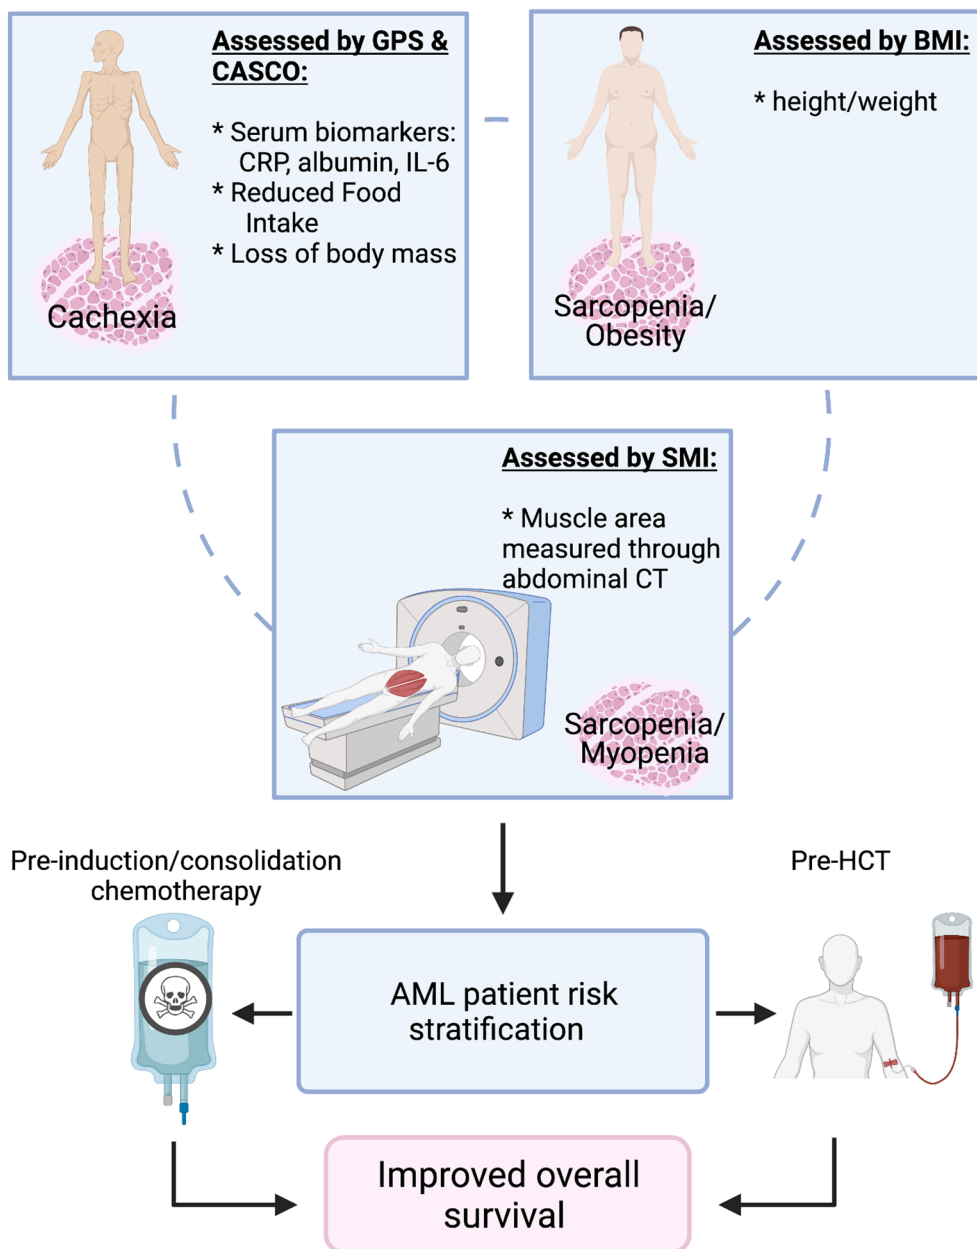 Assessed by GPS &
CASCO:
* Serum biomarkers:
CRP, albumin, IL-6
* Reduced Food
Intake
* Loss of body mass
Cachexia
Assessed by BMI:
* height/weight
Sarcopenia/
Obesity
Assessed by SMI:
* Muscle area
measured through
abdominal CT
Sarcopenia/
Myopenia
Pre-induction/consolidation
chemotherapy
Pre-HCT
AML patient risk
stratification
Improved overall
survival